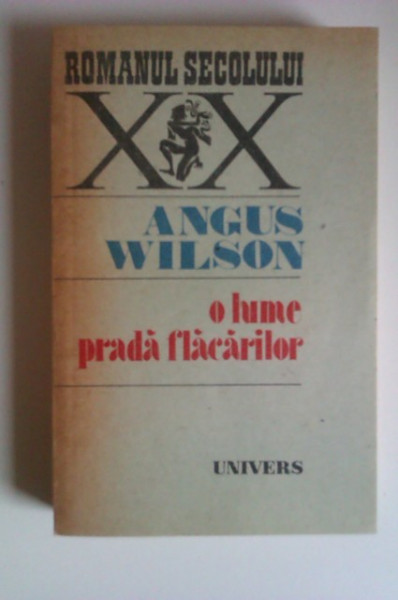 ROMANUL SECOLULUI
XX
ANGUS
WILSON
o lume
pradă flăcărilor
UNIVERS